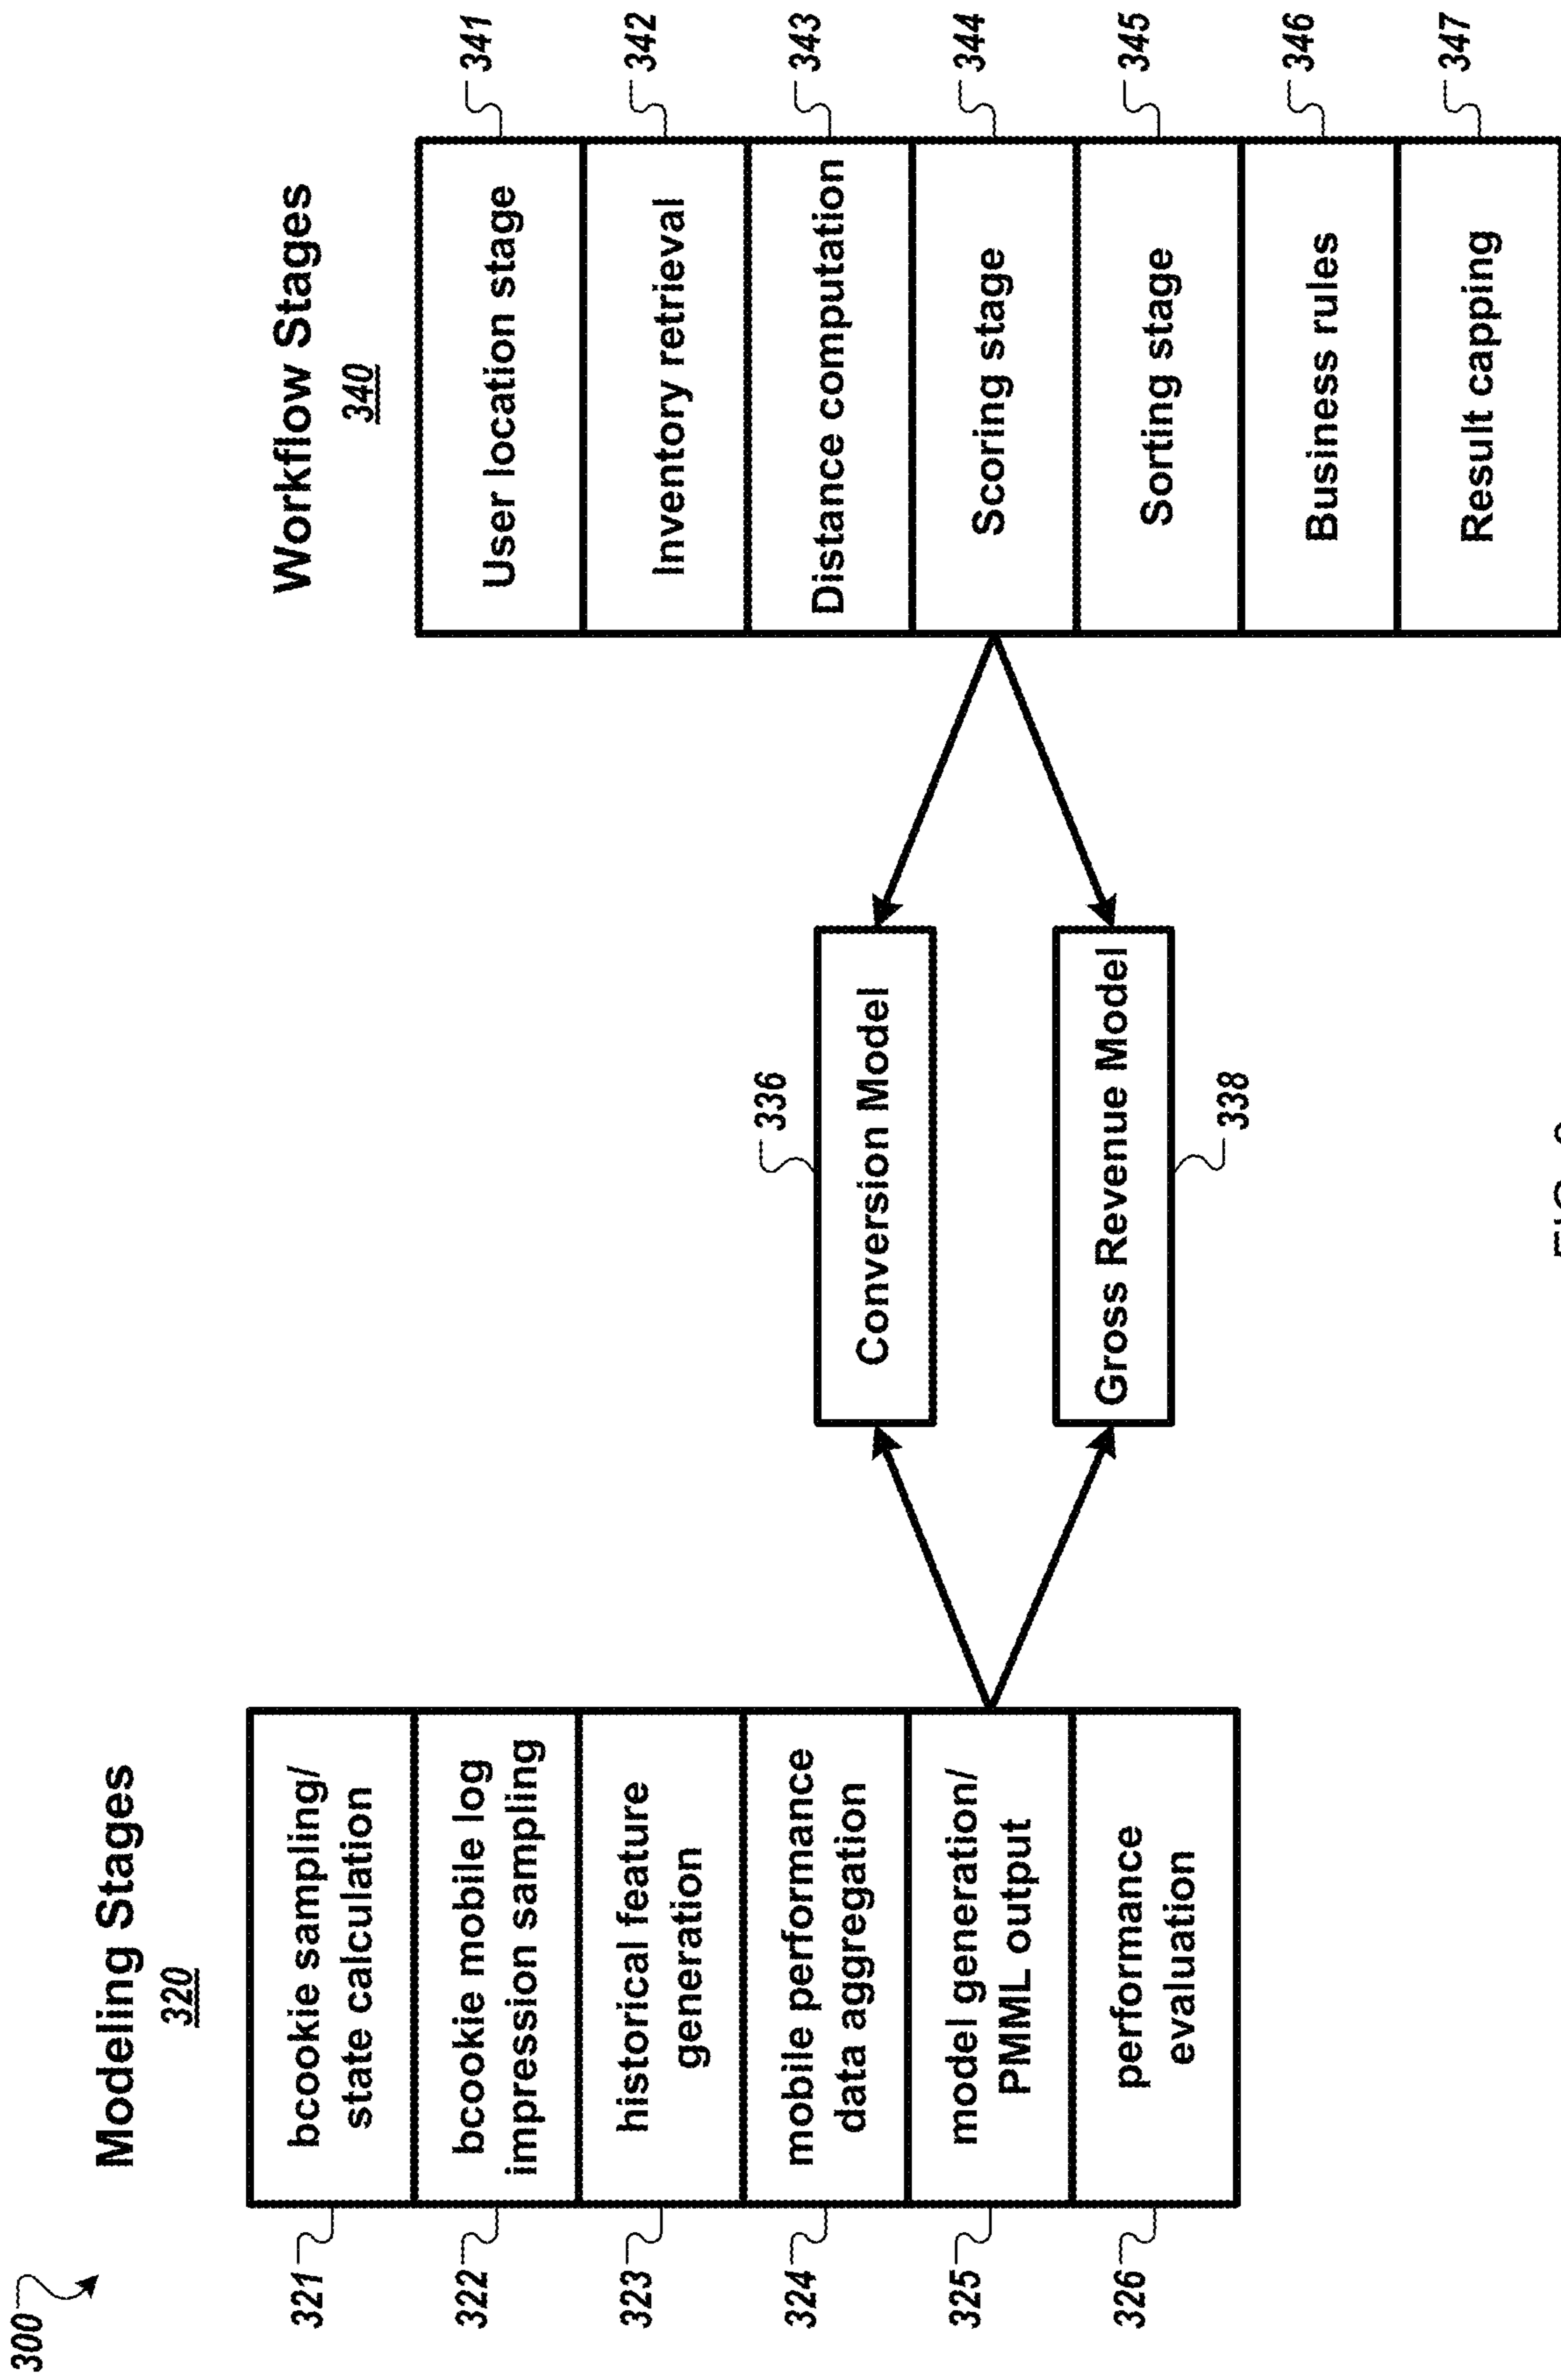 300
Modeling Stages
320
321
bcookie sampling/
state calculation
322
bcookie mobile log
impression sampling
323
historical feature
generation
324
mobile performance
data aggregation
325
model generation/
PMML output
326
performance
evaluation
336
Conversion Model
Gross Revenue Model
338
Workflow Stages
340
User location stage
341
Inventory retrieval
342
Distance computation
343
Scoring stage
344
Sorting stage
345
Business rules
346
Result capping
347